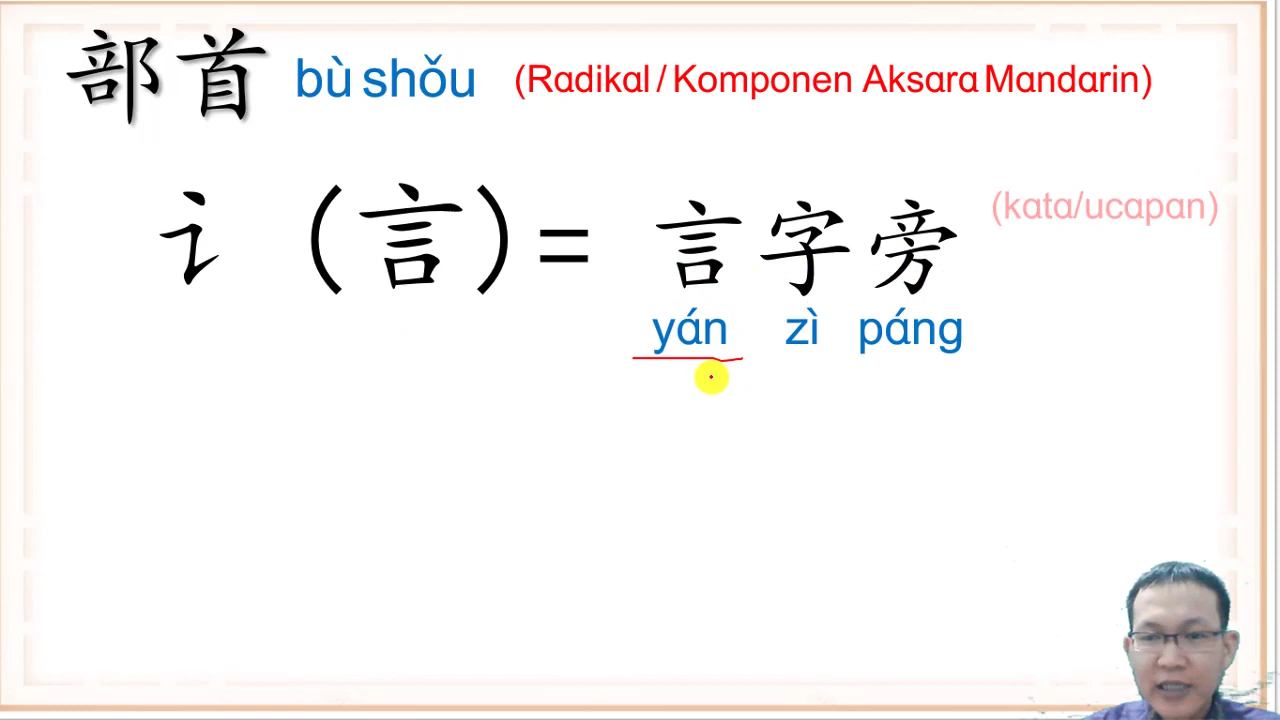 部首 bù shǒu (Radikal / Komponen Aksara Mandarin)
讠 (言) = 言字旁 (kata/ucapan)
yán zì páng